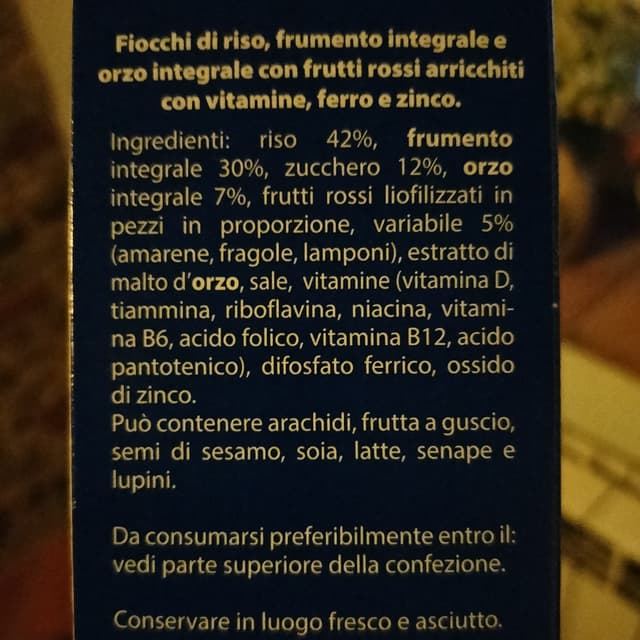 Fiocchi di riso, frumento integrale e
orzo integrale con frutti rossi arricchiti
con vitamine, ferro e zinco.
Ingredienti: riso 42%, frumento
integrale 30%, zucchero 12%, orzo
integrale 7%, frutti rossi liofilizzati in
pezzi in proporzione, variabile 5%
(amarene, fragole, lamponi), estratto di
malto d'orzo, sale, vitamine (vitamina D,
tiammina, riboflavina, niacina, vitami-
na B6, acido folico, vitamina B12, acido
pantotenico), difosfato ferrico, ossido
di zinco.
Può contenere arachidi, frutta a guscio,
semi di sesamo, soia, latte, senape e
lupini.
Da consumarsi preferibilmente entro il:
vedi parte superiore della confezione.
Conservare in luogo fresco e asciutto.